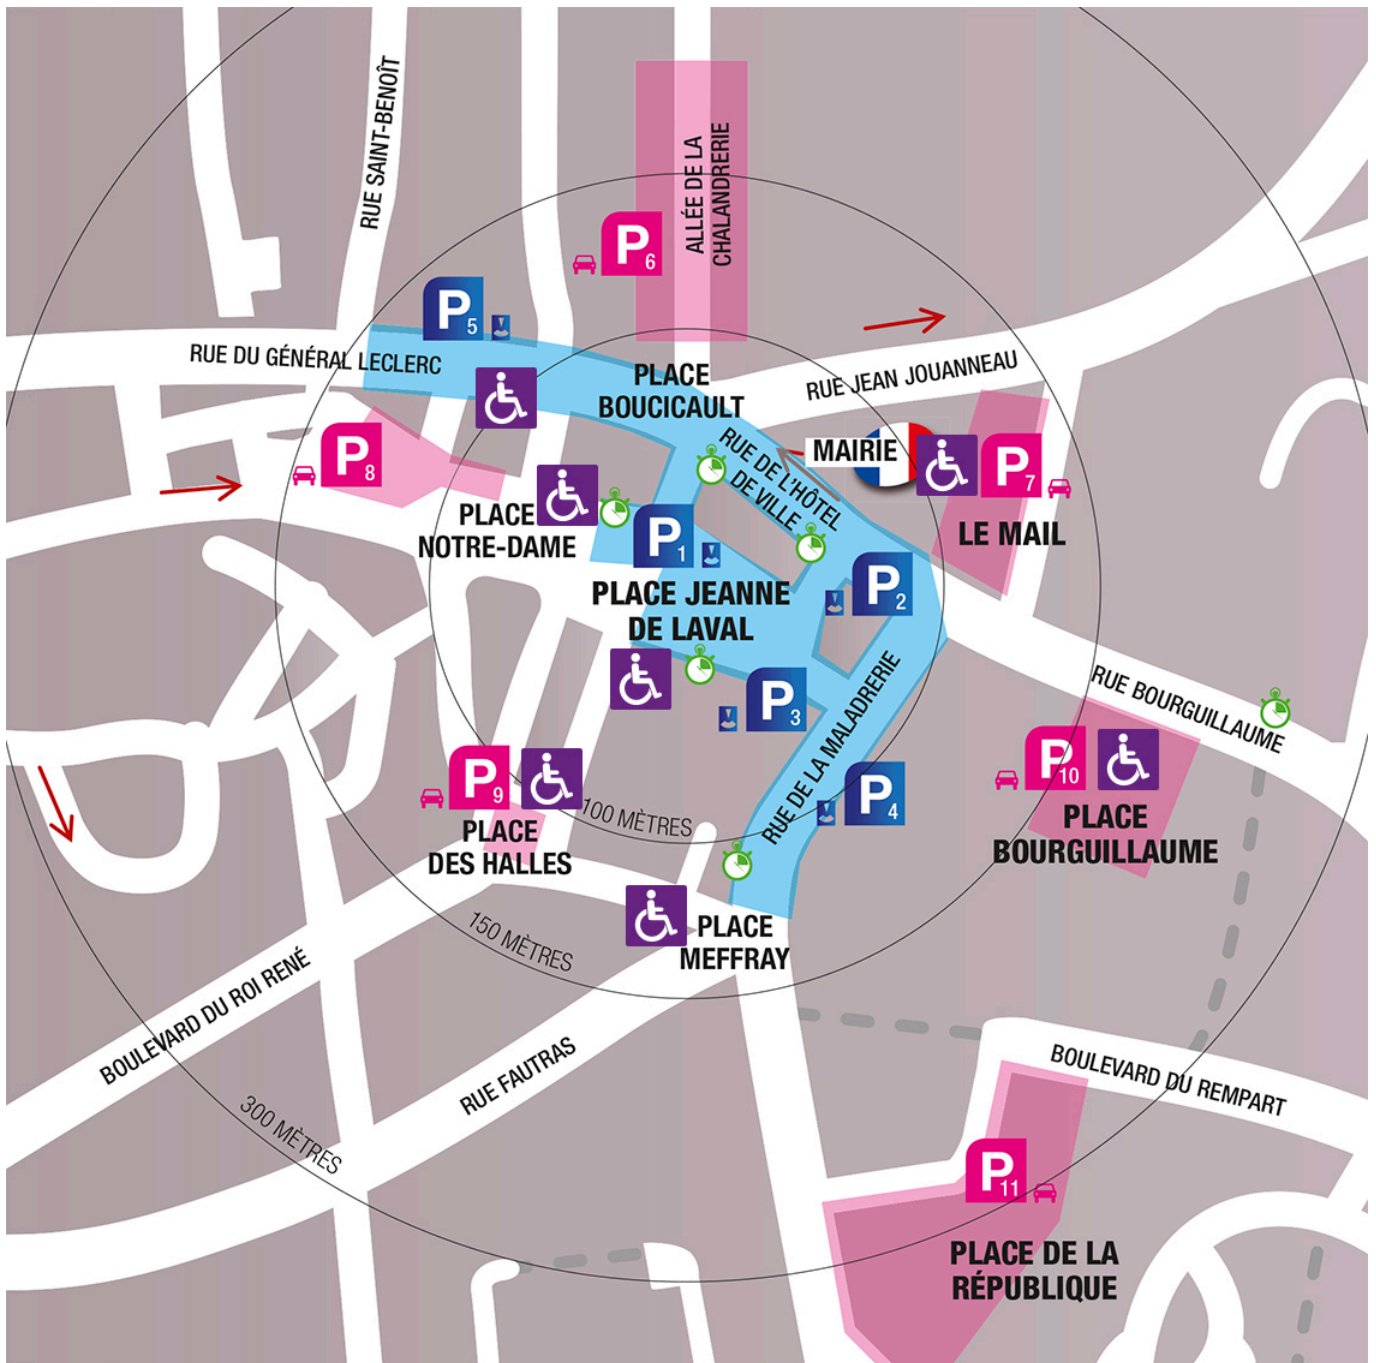 RUE SAINT-BENOÎT
ALLÉE DE LA
CHALANDRERIE
P6
P5
RUE DU GÉNÉRAL LECLERC
PLACE
BOUCICAULT
RUE JEAN JOUANNEAU
P8
RUE DE L'HÔTEL
DE VILLE
MAIRIE
P7
LE MAIL
PLACE
NOTRE-DAME
P1
PLACE JEANNE
DE LAVAL
P2
P3
RUE DE LA MALADRERIE
P4
RUE BOURGUILLAUME
P10
PLACE
BOURGUILLAUME
P9
PLACE
DES HALLES
100 MÈTRES
150 MÈTRES
PLACE
MEFFRAY
BOULEVARD DU ROI RENÉ
RUE FAUTRAS
300 MÈTRES
BOULEVARD DU REMPART
P11
PLACE DE LA
RÉPUBLIQUE